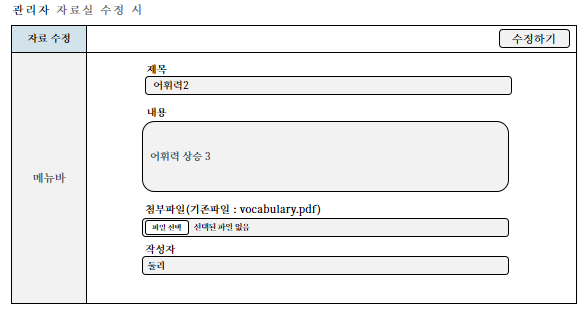 관리자 자료실 수정 시
자료 수정
수정하기
제목
어휘력2
내용
어휘력 상승 3
메뉴바
첨부파일(기존파일 : vocabulary.pdf)
파일 선택 선택된 파일 없음
작성자
둘리